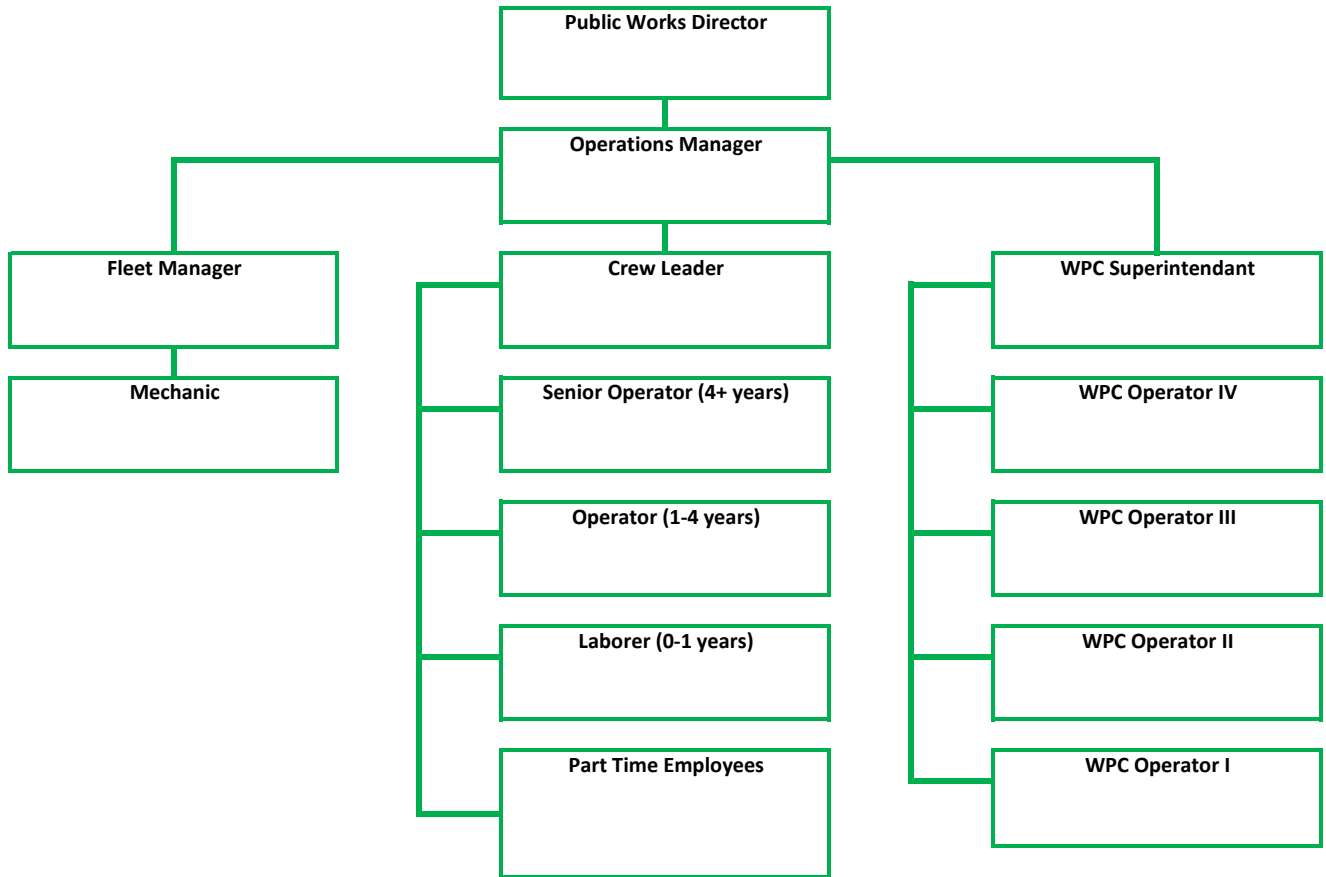 Public Works Director
Operations Manager
Fleet Manager
Crew Leader
WPC Superintendant
Mechanic
Senior Operator (4+ years)
WPC Operator IV
Operator (1-4 years)
WPC Operator III
Laborer (0-1 years)
WPC Operator II
Part Time Employees
WPC Operator I